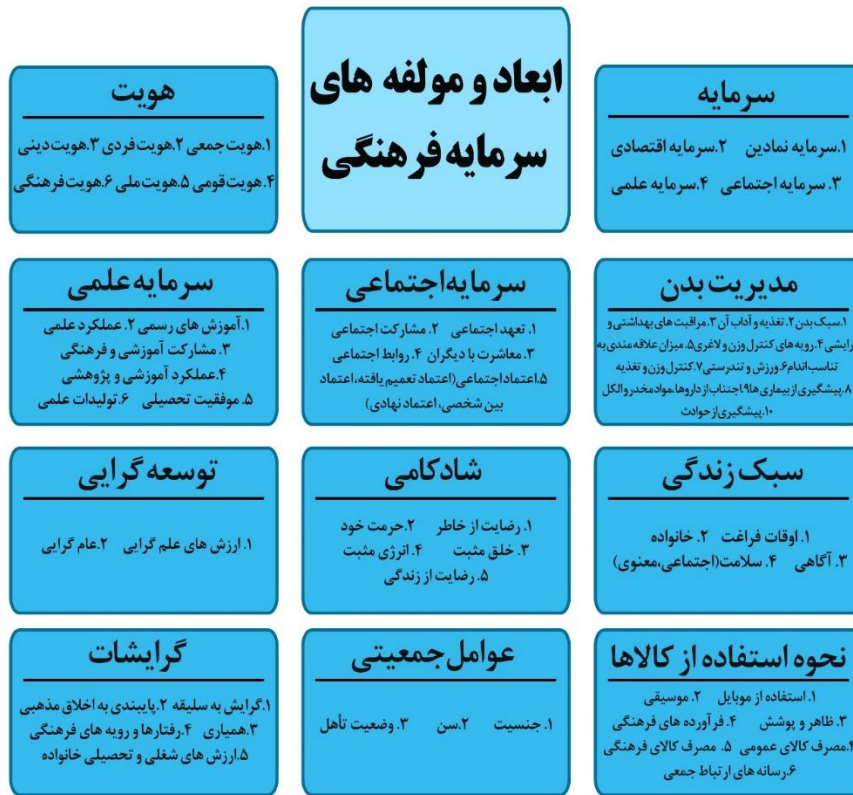 ابعاد و مولفه های
سرمایه فرهنگی
سرمایه
۱.سرمایه نمادین ۲.سرمایه اقتصادی
۳. سرمایه اجتماعی ۴.سرمایه علمی
هویت
۱.هویت جمعی ۲.هویت فردی ۳.هویت دینی
۴.هویت قومی ۵.هویت ملی ۶.هویت فرهنگی
مدیریت بدن
۱.سبک بدن ۲. تغذیه و آداب آن ۳.مراقبت های بهداشتی و
رایشی ۴. رویه های کنترل وزن و لاغری ۵. میزان علاقه مندی به
تناسب اندام ۶.ورزش و تندرستی ۷.کنترل وزن و تغذیه
۸.پیشگیری از بیماری ها ۹.اجتناب از داروها،مواد مخدر و الکل
۱۰.پیشگیری از حوادث
سرمایه اجتماعی
۱. تعهد اجتماعی ۲. مشارکت اجتماعی
۳.معاشرت با دیگران ۴. روابط اجتماعی
۵.اعتماد اجتماعی (اعتماد تعمیم یافته، اعتماد
بین شخصی، اعتماد نهادی)
سرمایه علمی
۱.آموزش های رسمی ۲. عملکرد علمی
۳. مشارکت آموزشی و فرهنگی
۴.عملکرد آموزشی و پژوهشی
۵. موفقیت تحصیلی ۶.تولیدات علمی
سبک زندگی
۱. اوقات فراغت ۲. خانواده
۳. آگاهی ۴. سلامت(اجتماعی،معنوی)
شادکامی
۱. رضایت از خاطر ۲.حرمت خود
۳. خلق مثبت ۴. انرژی مثبت
۵. رضایت از زندگی
توسعه گرایی
۱. ارزش های علم گرایی ۲.عام گرایی
نحوه استفاده از کالاها
۱. استفاده از موبایل ۲. موسیقی
۳. ظاهر و پوشش ۴. فرآورده های فرهنگی
۴.مصرف کالای عمومی ۵. مصرف کالای فرهنگی
۶.رسانه های ارتباط جمعی
عوامل جمعیتی
۱. جنسیت ۲.سن ۳. وضعیت تأهل
گرایشات
۱.گرایش به سلیقه ۲.پایبندی به اخلاق مذهبی
۳.همیاری ۴. رفتارها و رویه های فرهنگی
۵.ارزش های شغلی و تحصیلی خانواده